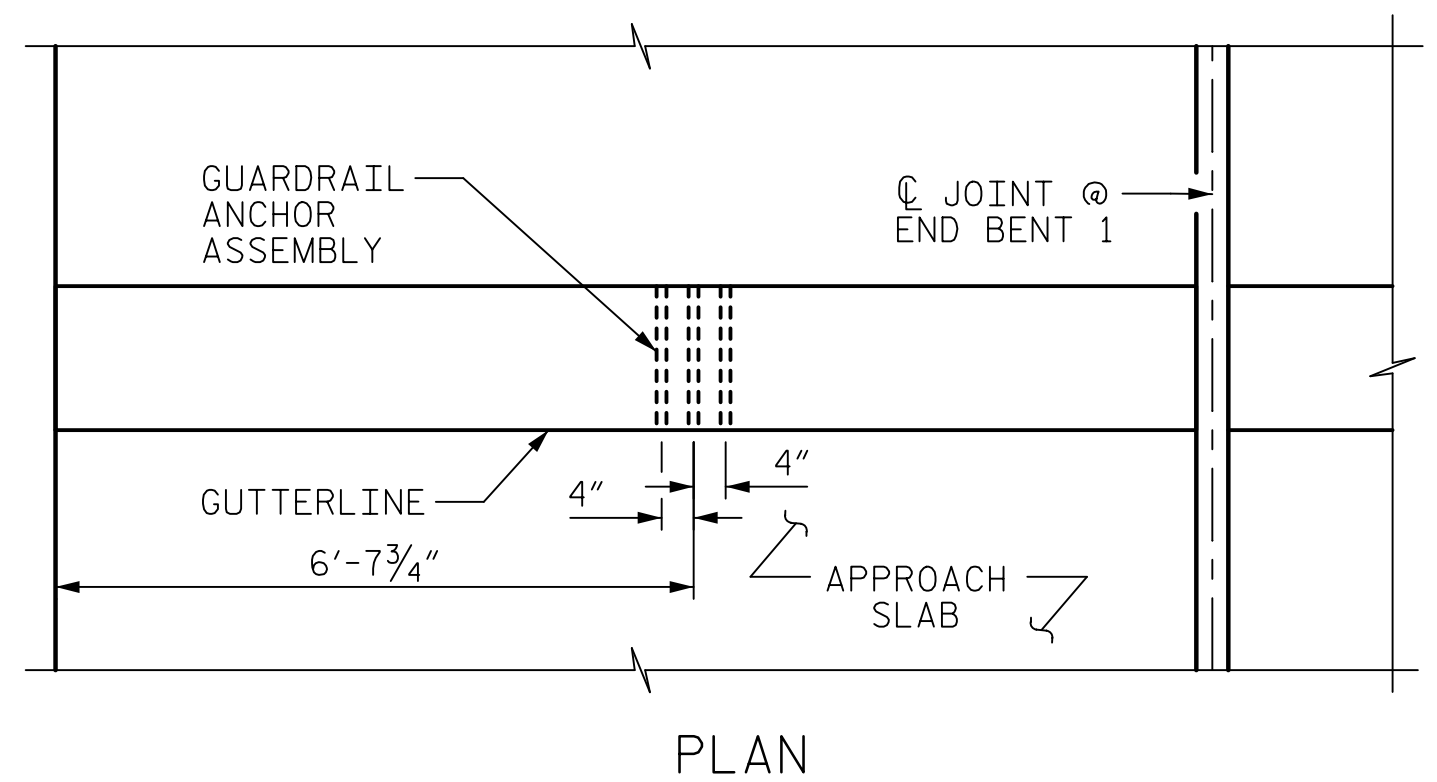 GUARDRAIL
ANCHOR
ASSEMBLY
℄ JOINT @
END BENT 1
GUTTERLINE
4"
4"
6'-7¾"
APPROACH
SLAB
PLAN